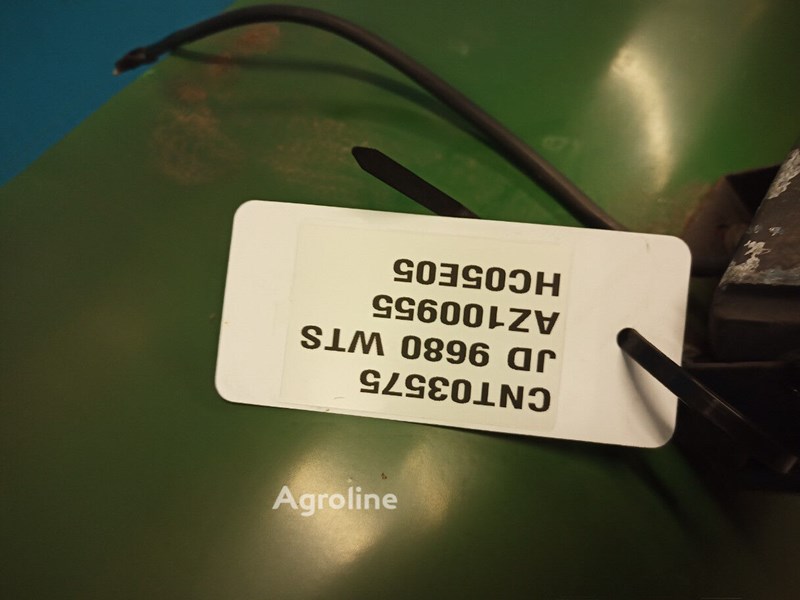 CNT03575
JD 9680 WTS
AZ100955
HC05E05
Agroline